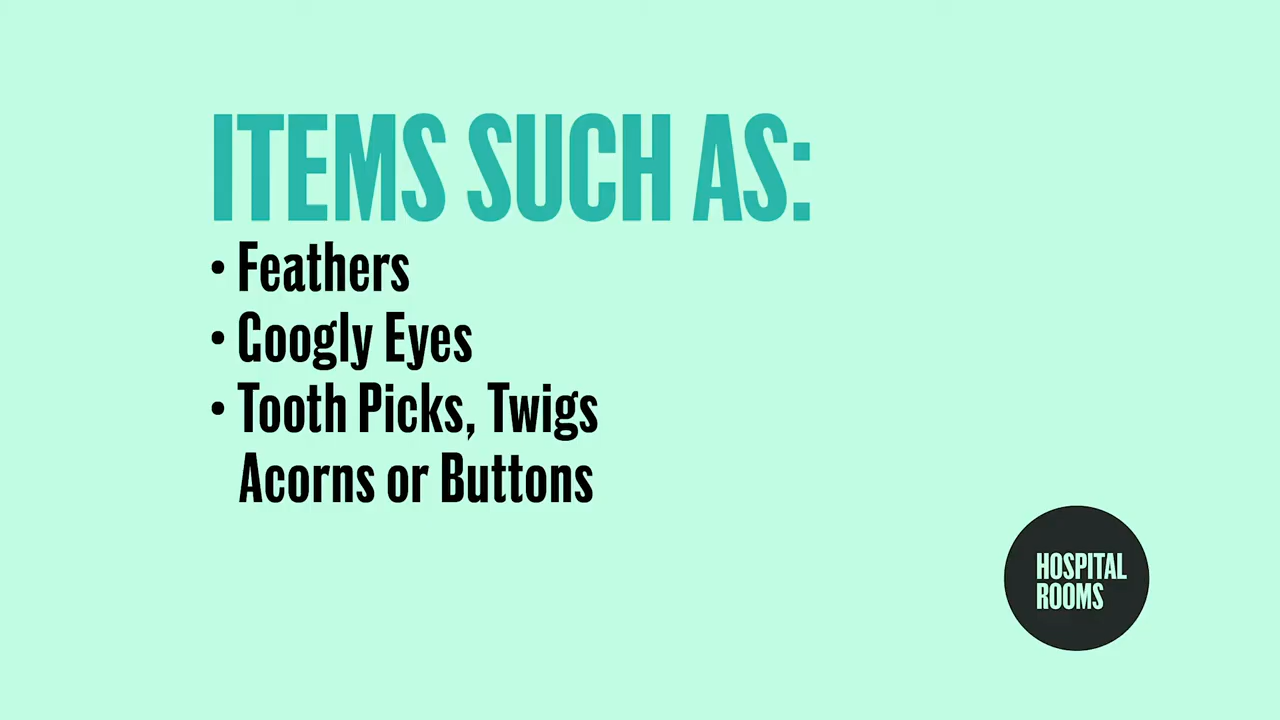 ITEMS SUCH AS:
• Feathers
• Googly Eyes
• Tooth Picks, Twigs
Acorns or Buttons
HOSPITAL
ROOMS